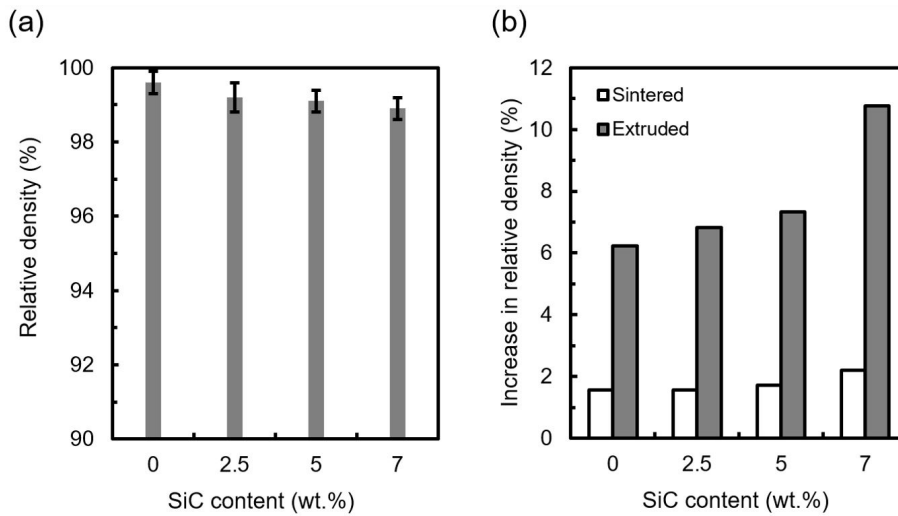 (a)
100
98
96
94
92
90
Relative density (%)
0 2.5 5 7
SiC content (wt.%)
(b)
12
10
8
6
4
2
0
Increase in relative density (%)
Sintered
Extruded
0 2.5 5 7
SiC content (wt.%)